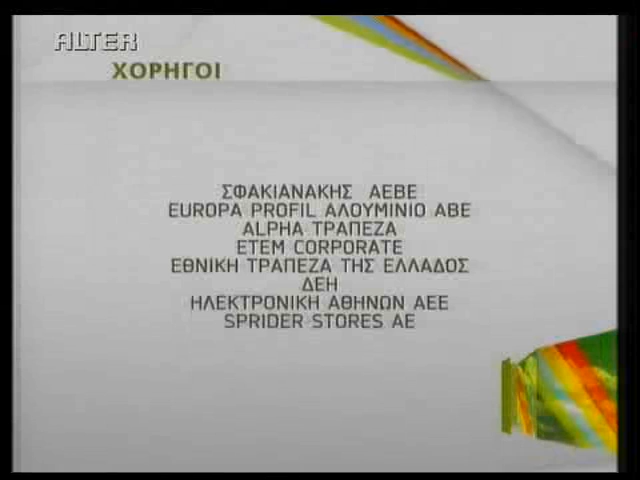 ALTER
ΧΟΡΗΓΟΙ
ΣΦΑΚΙΑΝΑΚΗΣ ΑΕΒΕ
EUROPA PROFIL ΑΛΟΥΜΙΝΙΟ ΑΒΕ
ALPHA ΤΡΑΠΕΖΑ
ETEM CORPORATE
ΕΘΝΙΚΗ ΤΡΑΠΕΖΑ ΤΗΣ ΕΛΛΑΔΟΣ
ΔΕΗ
ΗΛΕΚΤΡΟΝΙΚΗ ΑΘΗΝΩΝ ΑΕΕ
SPRIDER STORES ΑΕ